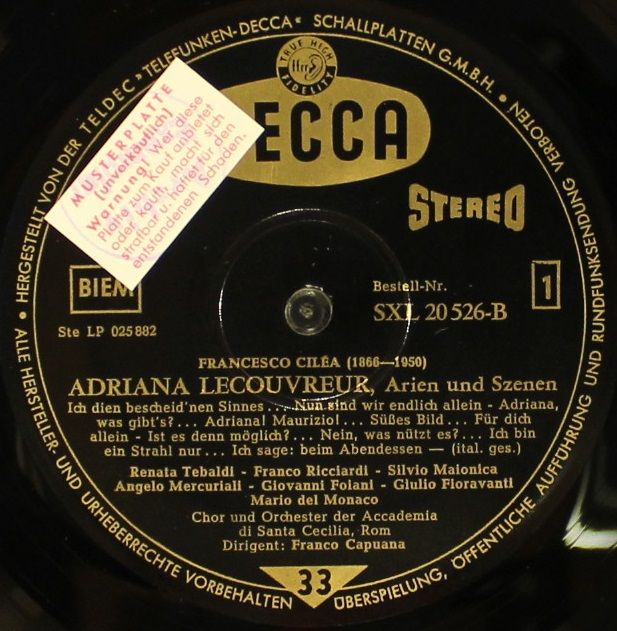 HERGESTELLT VON DER TELDEC »TELEFUNKEN-DECCA« SCHALLPLATTEN G.M.B.H.
TRUE HIGH
ffrr
FIDELITY
ECCA
MUSTERPLATTE
[unverkäuflich]
Warnung! Wer diese
Platte zum Kauf anbietet
oder kauft, macht sich
strafbar u. haftet für den
entstandenen Schaden.
STEREO
BIEM
Bestell-Nr.
1
SXL 20 526-B
Ste LP 025 882
FRANCESCO CILÉA (1866—1950)
ADRIANA LECOUVREUR, Arien und Szenen
Ich dien bescheid'nen Sinnes... Nun sind wir endlich allein - Adriana,
was gibt's?... Adriana! Maurizio!... Süßes Bild... Für dich
allein - Ist es denn möglich?... Nein, was nützt es?... Ich bin
ein Strahl nur... Ich sage: beim Abendessen — (ital. ges.)
Renata Tebaldi - Franco Ricciardi - Silvio Maionica
Angelo Mercuriali - Giovanni Folani - Giulio Fioravanti
Mario del Monaco
Chor und Orchester der Accademia
di Santa Cecilia, Rom
Dirigent: Franco Capuana
33
ALLE HERSTELLER- UND URHEBERRECHTE VORBEHALTEN
ÜBERSPIELUNG, ÖFFENTLICHE AUFFÜHRUNG UND RUNDFUNKSENDUNG VERBOTEN